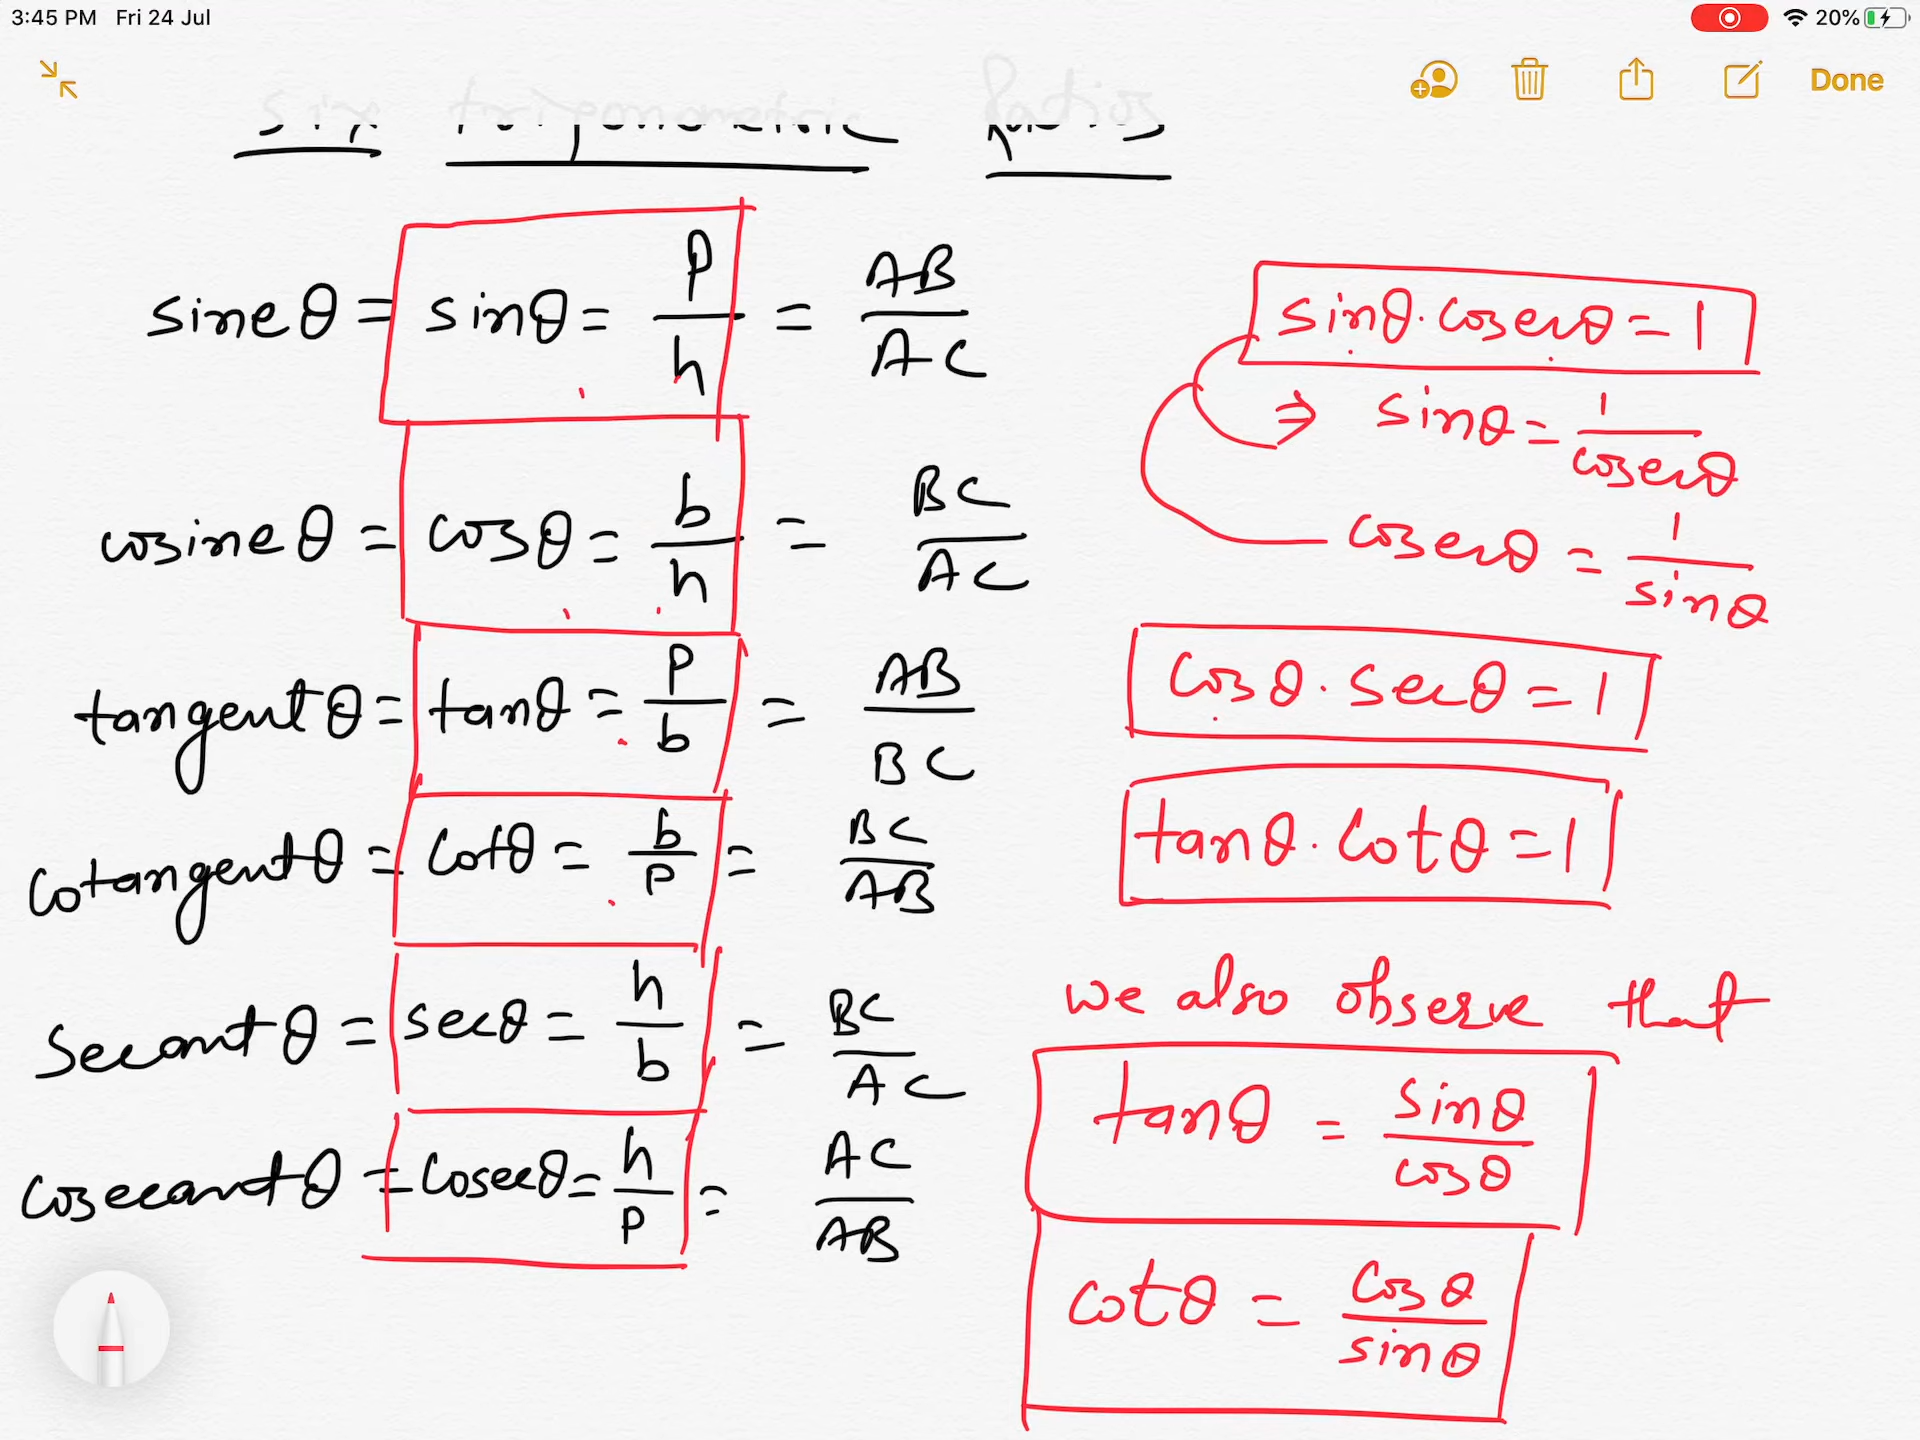 3:45 PM Fri 24 Jul
20%
Done
Six trigonometric Ratios
sine θ = sinθ = p/h = AB/AC
cosine θ = cosθ = b/h = BC/AC
tangent θ = tanθ = p/b = AB/BC
cotangent θ = cotθ = b/p = BC/AB
secant θ = secθ = h/b = BC/AC
cosecant θ = cosecθ = h/p = AC/AB
sinθ. cosecθ = 1
⇒ sinθ = 1/cosecθ
cosecθ = 1/sinθ
cosθ. secθ = 1
tanθ. cotθ = 1
we also observe that
tanθ = sinθ/cosθ
cotθ = cosθ/sinθ